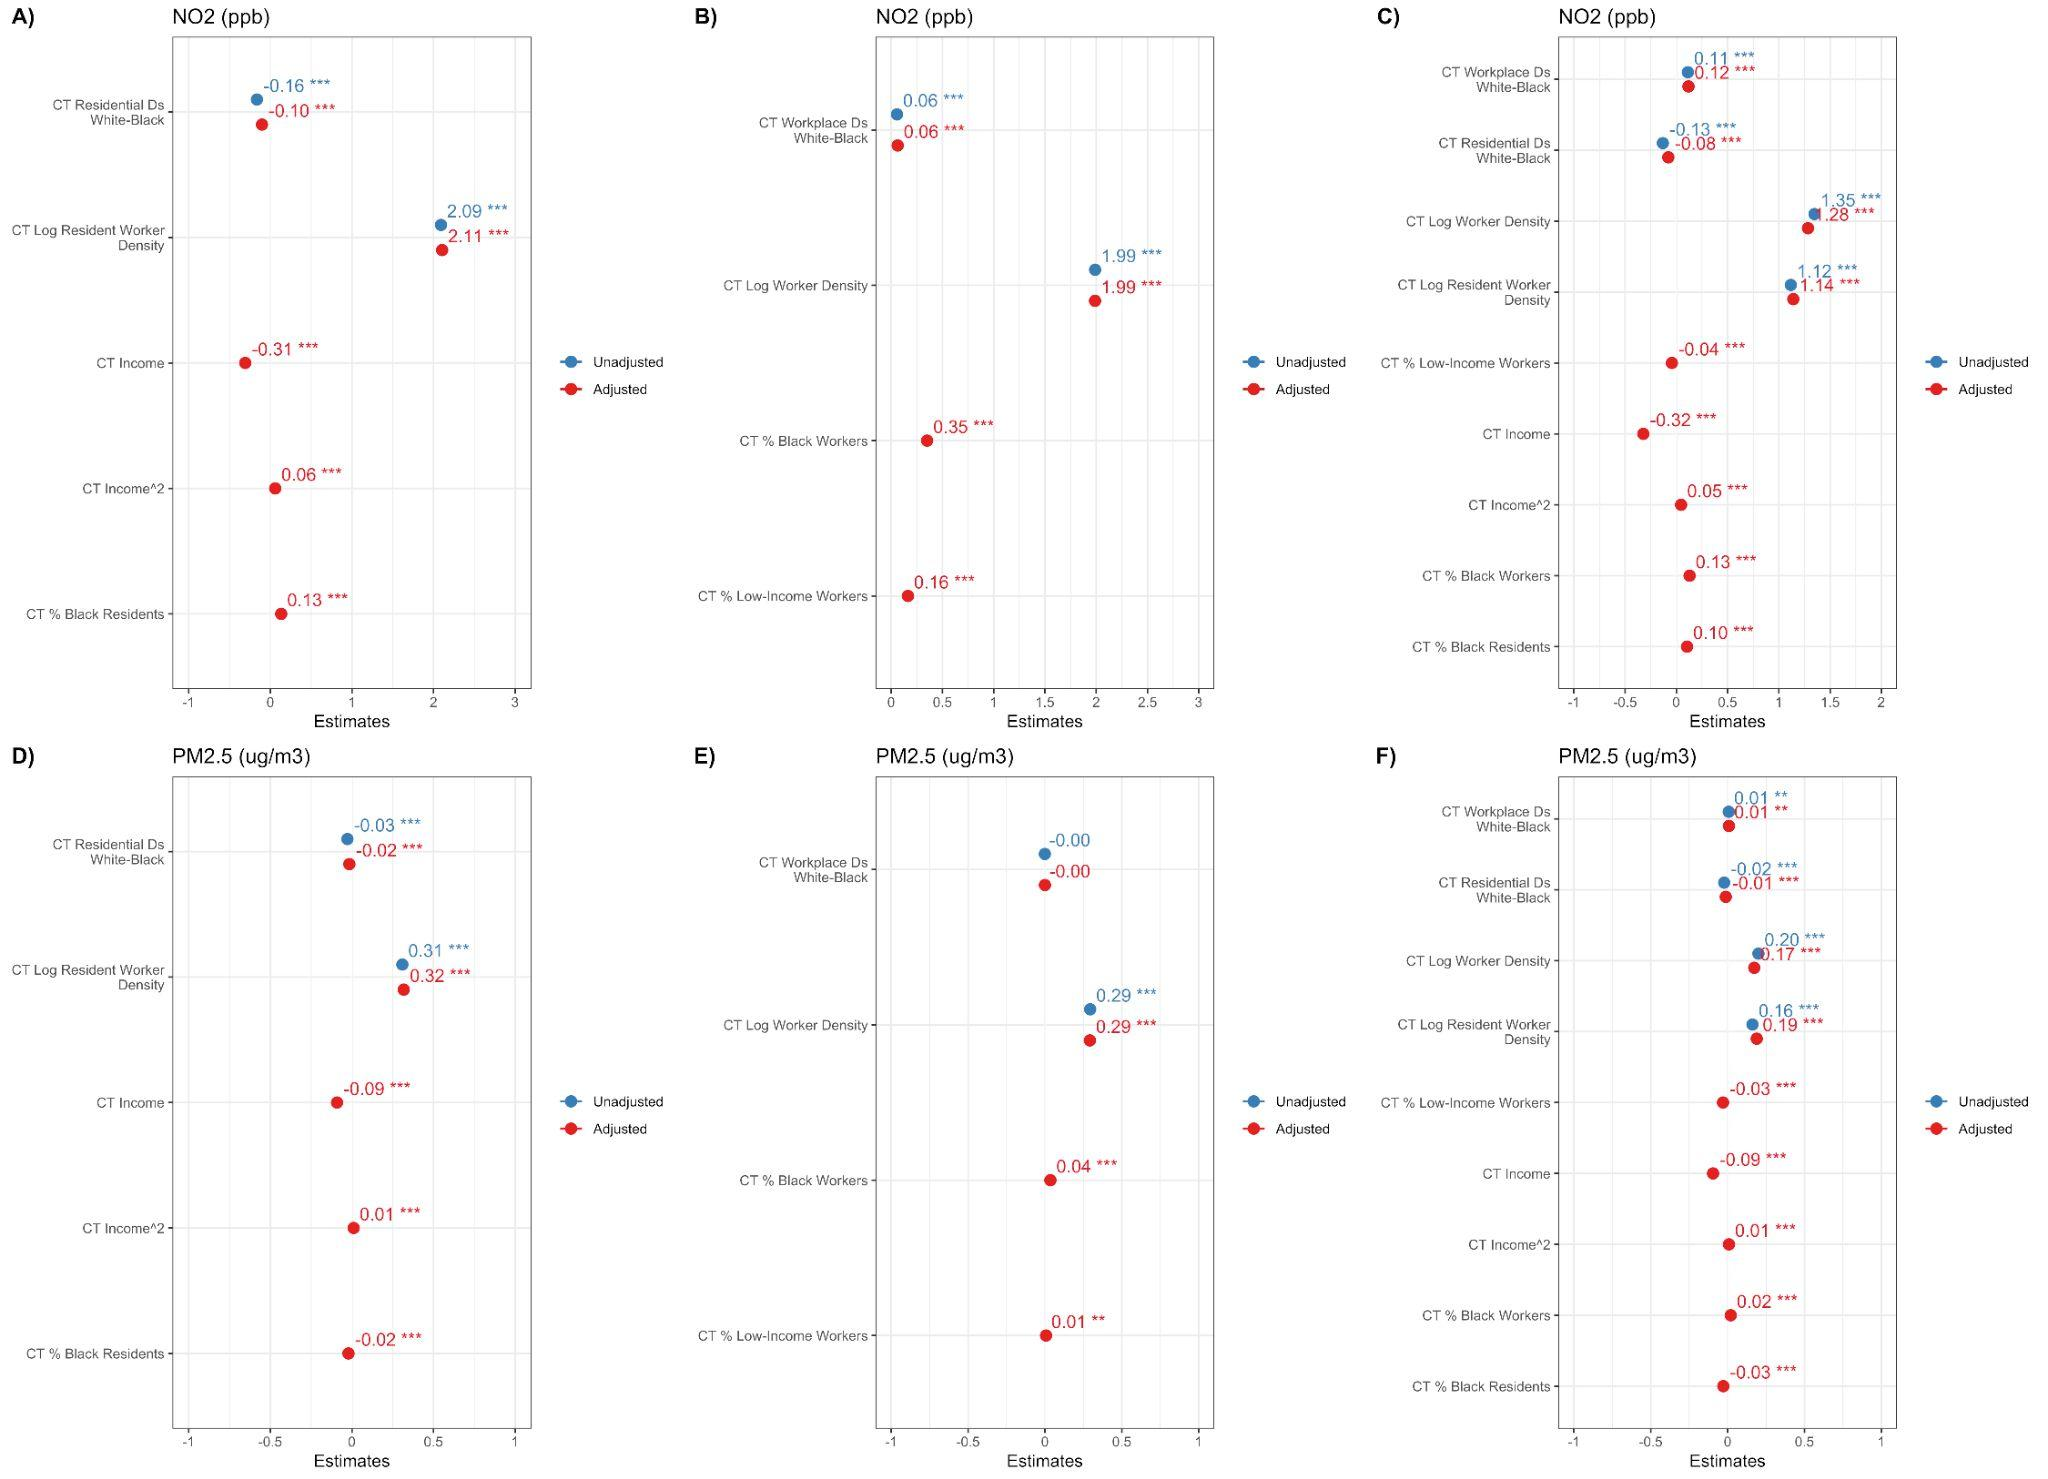 A) NO2 (ppb)
CT Residential Ds
White-Black
-0.16 ***
-0.10 ***
CT Log Resident Worker
Density
2.09 ***
2.11 ***
CT Income
-0.31 ***
CT Income^2
0.06 ***
CT % Black Residents
0.13 ***
-1 0 1 2 3
Estimates
Unadjusted
Adjusted
B) NO2 (ppb)
CT Workplace Ds
White-Black
0.06 ***
0.06 ***
CT Log Worker Density
1.99 ***
1.99 ***
CT % Black Workers
0.35 ***
CT % Low-Income Workers
0.16 ***
0 0.5 1 1.5 2 2.5 3
Estimates
Unadjusted
Adjusted
C) NO2 (ppb)
CT Workplace Ds
White-Black
0.11 ***
0.12 ***
CT Residential Ds
White-Black
-0.13 ***
-0.08 ***
CT Log Worker Density
1.35 ***
1.28 ***
CT Log Resident Worker
Density
1.12 ***
1.14 ***
CT % Low-Income Workers
-0.04 ***
CT Income
-0.32 ***
CT Income^2
0.05 ***
CT % Black Workers
0.13 ***
CT % Black Residents
0.10 ***
-1 -0.5 0 0.5 1 1.5 2
Estimates
Unadjusted
Adjusted
D) PM2.5 (ug/m3)
CT Residential Ds
White-Black
-0.03 ***
-0.02 ***
CT Log Resident Worker
Density
0.31 ***
0.32 ***
CT Income
-0.09 ***
CT Income^2
0.01 ***
CT % Black Residents
-0.02 ***
-1 -0.5 0 0.5 1
Estimates
Unadjusted
Adjusted
E) PM2.5 (ug/m3)
CT Workplace Ds
White-Black
-0.00
-0.00
CT Log Worker Density
0.29 ***
0.29 ***
CT % Black Workers
0.04 ***
CT % Low-Income Workers
0.01 **
-1 -0.5 0 0.5 1
Estimates
Unadjusted
Adjusted
F) PM2.5 (ug/m3)
CT Workplace Ds
White-Black
0.01 **
0.01 **
CT Residential Ds
White-Black
-0.02 ***
-0.01 ***
CT Log Worker Density
0.20 ***
0.17 ***
CT Log Resident Worker
Density
0.16 ***
0.19 ***
CT % Low-Income Workers
-0.03 ***
CT Income
-0.09 ***
CT Income^2
0.01 ***
CT % Black Workers
0.02 ***
CT % Black Residents
-0.03 ***
-1 -0.5 0 0.5 1
Estimates
Unadjusted
Adjusted